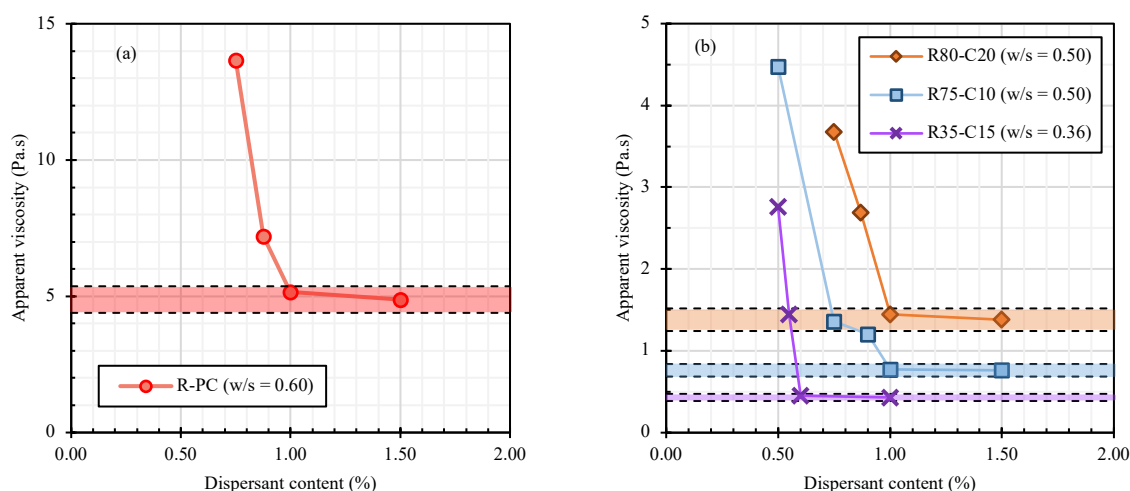 (a)
Apparent viscosity (Pa.s)
15
10
5
0
R-PC (w/s = 0.60)
0.00 0.50 1.00 1.50 2.00
Dispersant content (%)
(b)
R80-C20 (w/s = 0.50)
R75-C10 (w/s = 0.50)
R35-C15 (w/s = 0.36)
Apparent viscosity (Pa.s)
5
4
3
2
1
0
0.00 0.50 1.00 1.50 2.00
Dispersant content (%)